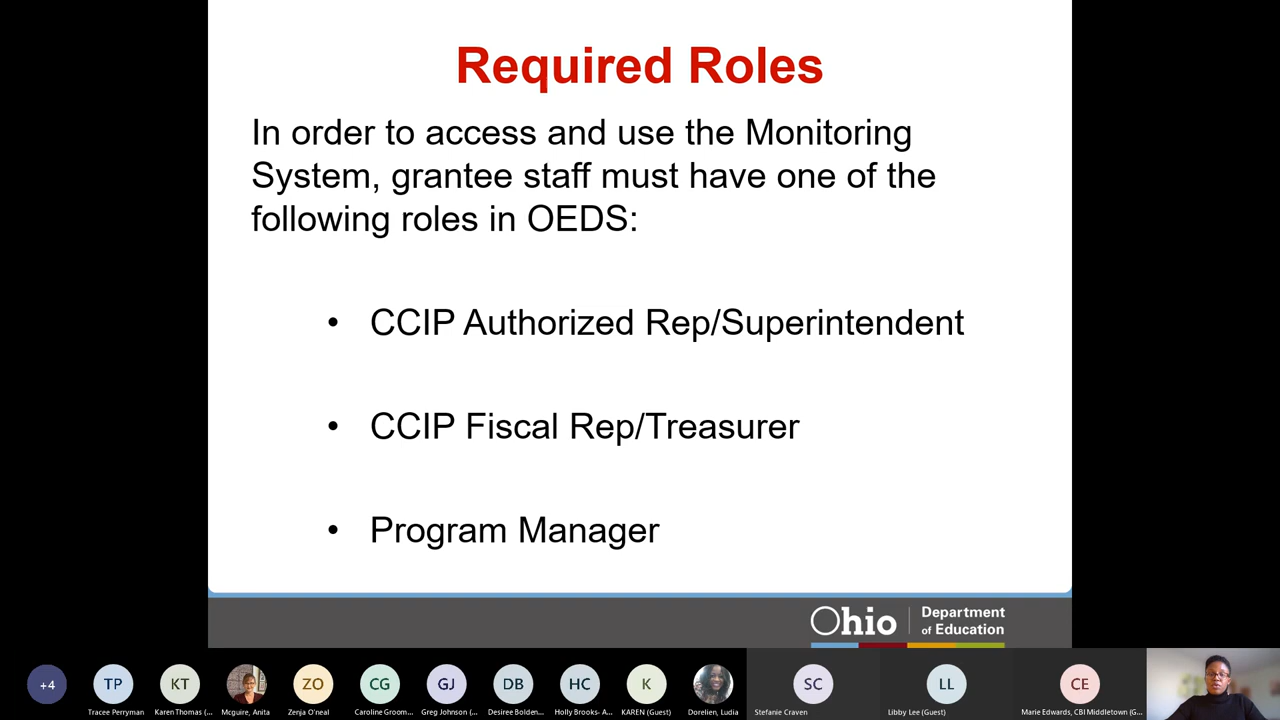 Required Roles
In order to access and use the Monitoring
System, grantee staff must have one of the
following roles in OEDS:
• CCIP Authorized Rep/Superintendent
• CCIP Fiscal Rep/Treasurer
• Program Manager
Ohio
Department
of Education
+4
TP
KT
ZO
CG
GJ
DB
HC
K
SC
LL
CE
Tracee Perryman
Karen Thomas (...
Mcguire, Anita
Zenja O'neal
Caroline Groom...
Greg Johnson (...
Desiree Bolden...
Holly Brooks- A...
KAREN (Guest)
Dorelien, Ludia
Stefanie Craven
Libby Lee (Guest)
Marie Edwards, CBI Middletown (G...